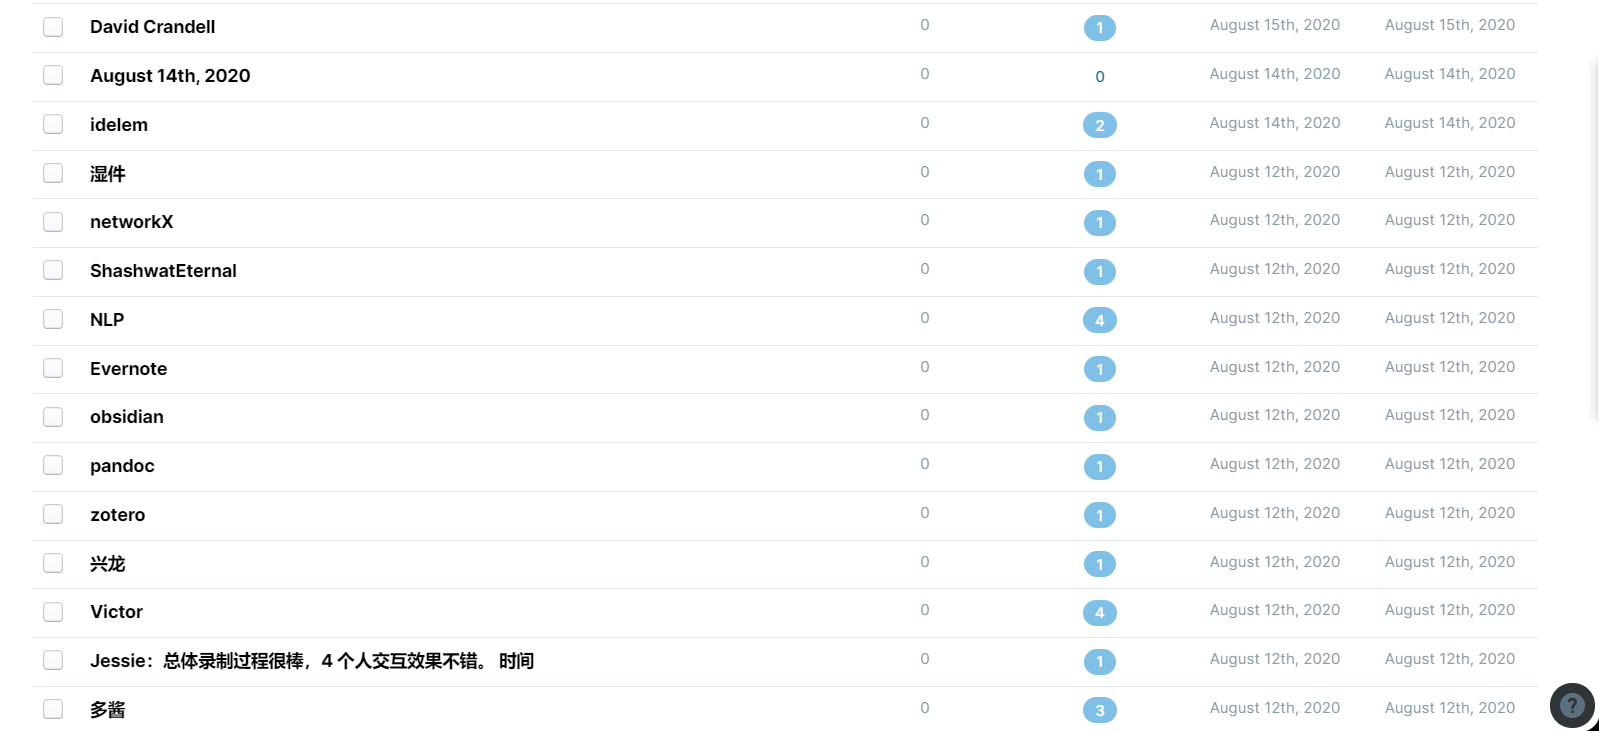 David Crandell 0 1 August 15th, 2020 August 15th, 2020
August 14th, 2020 0 0 August 14th, 2020 August 14th, 2020
idelem 0 2 August 14th, 2020 August 14th, 2020
湿件 0 1 August 12th, 2020 August 12th, 2020
networkX 0 1 August 12th, 2020 August 12th, 2020
ShashwatEternal 0 1 August 12th, 2020 August 12th, 2020
NLP 0 4 August 12th, 2020 August 12th, 2020
Evernote 0 1 August 12th, 2020 August 12th, 2020
obsidian 0 1 August 12th, 2020 August 12th, 2020
pandoc 0 1 August 12th, 2020 August 12th, 2020
zotero 0 1 August 12th, 2020 August 12th, 2020
兴龙 0 1 August 12th, 2020 August 12th, 2020
Victor 0 4 August 12th, 2020 August 12th, 2020
Jessie：总体录制过程很棒，4 个人交互效果不错。 时间 0 1 August 12th, 2020 August 12th, 2020
多酱 0 3 August 12th, 2020 August 12th, 2020
?